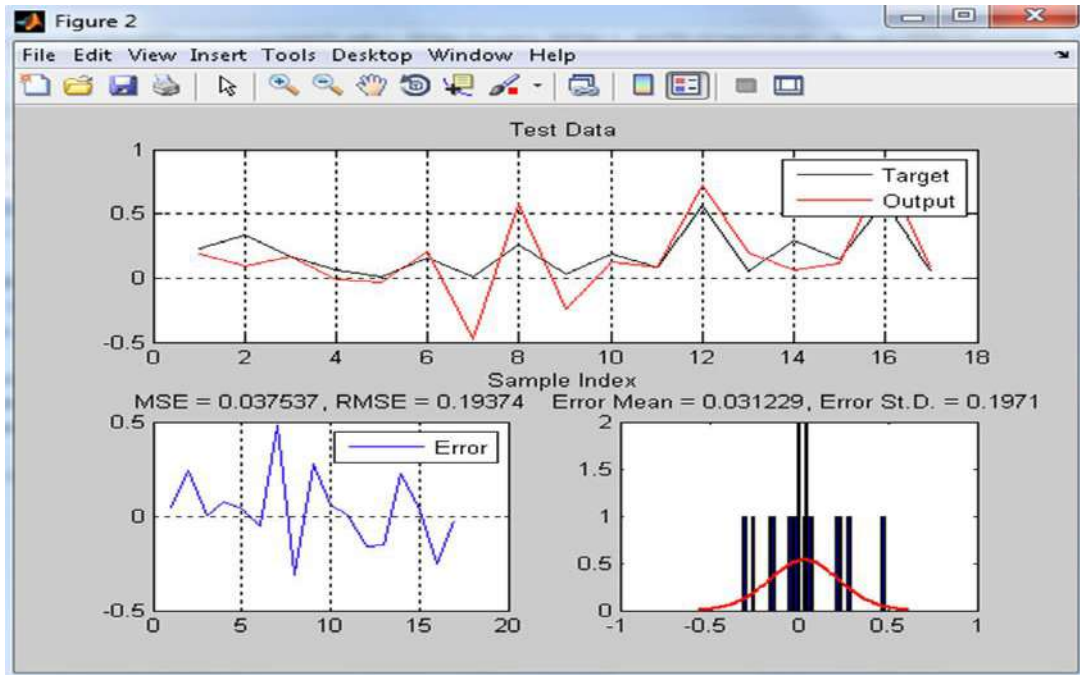 Figure 2
File Edit View Insert Tools Desktop Window Help
Test Data
1
0.5
0
-0.5
0 2 4 6 8 10 12 14 16 18
Target
Output
Sample Index
MSE = 0.037537, RMSE = 0.19374
0.5
0
-0.5
0 5 10 15 20
Error
Error Mean = 0.031229, Error St.D. = 0.1971
2
1.5
1
0.5
0
-1 -0.5 0 0.5 1